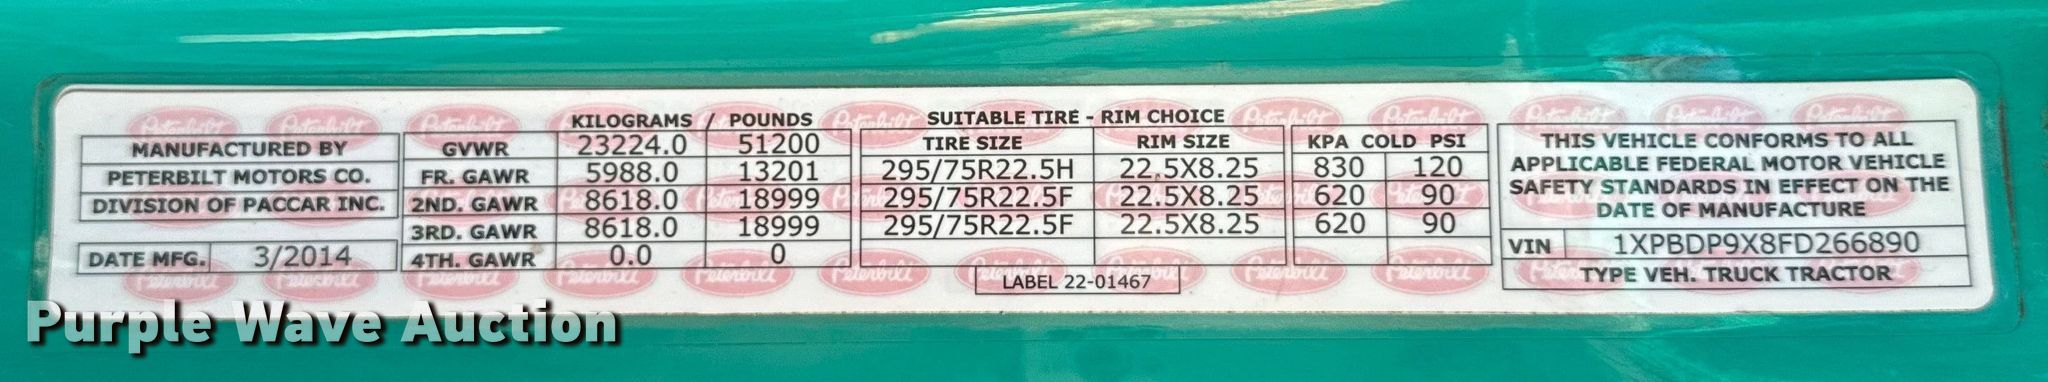 MANUFACTURED BY
PETERBILT MOTORS CO.
DIVISION OF PACCAR INC.
DATE MFG. 3/2014
KILOGRAMS / POUNDS
GVWR 23224.0 51200
FR. GAWR 5988.0 13201
2ND. GAWR 8618.0 18999
3RD. GAWR 8618.0 18999
4TH. GAWR 0.0 0
SUITABLE TIRE - RIM CHOICE
TIRE SIZE RIM SIZE KPA COLD PSI
295/75R22.5H 22.5X8.25 830 120
295/75R22.5F 22.5X8.25 620 90
295/75R22.5F 22.5X8.25 620 90
LABEL 22-01467
THIS VEHICLE CONFORMS TO ALL
APPLICABLE FEDERAL MOTOR VEHICLE
SAFETY STANDARDS IN EFFECT ON THE
DATE OF MANUFACTURE
VIN 1XPBDP9X8FD266890
TYPE VEH. TRUCK TRACTOR
Purple Wave Auction